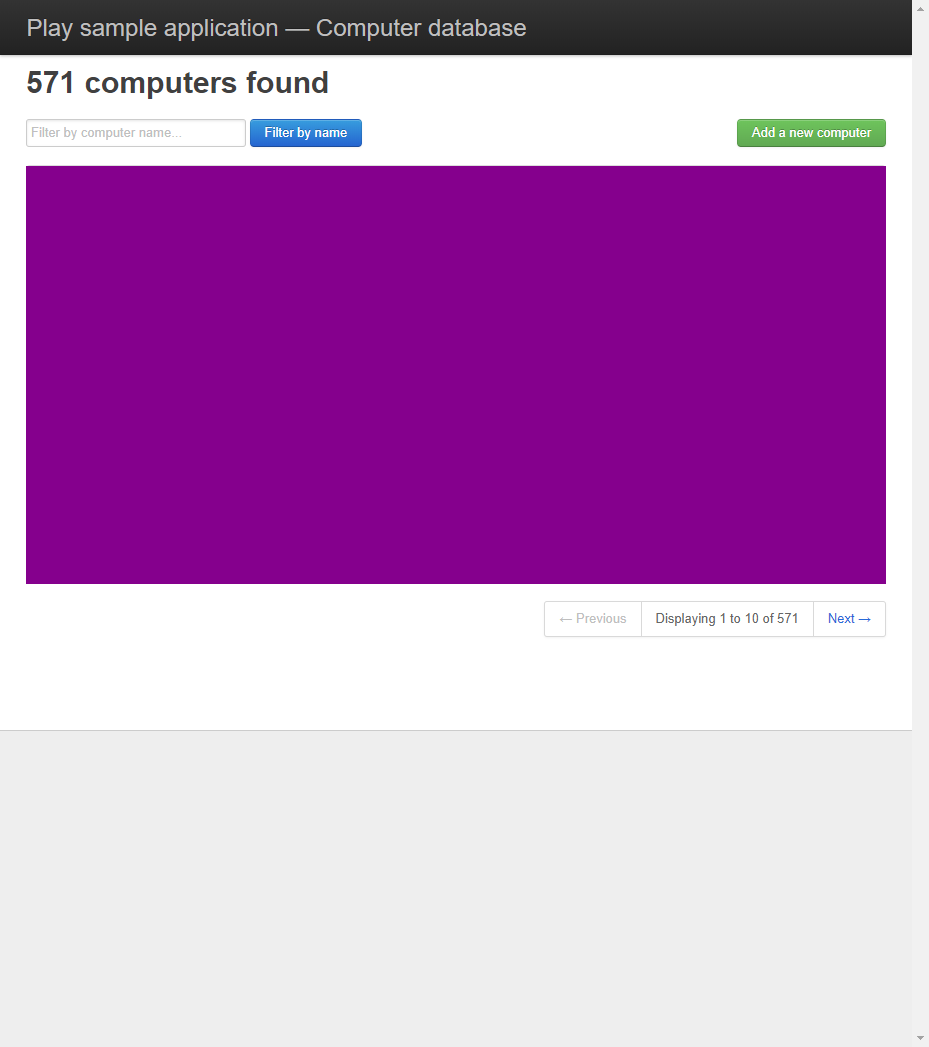 Play sample application — Computer database
571 computers found
Filter by computer name...
Filter by name
Add a new computer
← Previous
Displaying 1 to 10 of 571
Next →